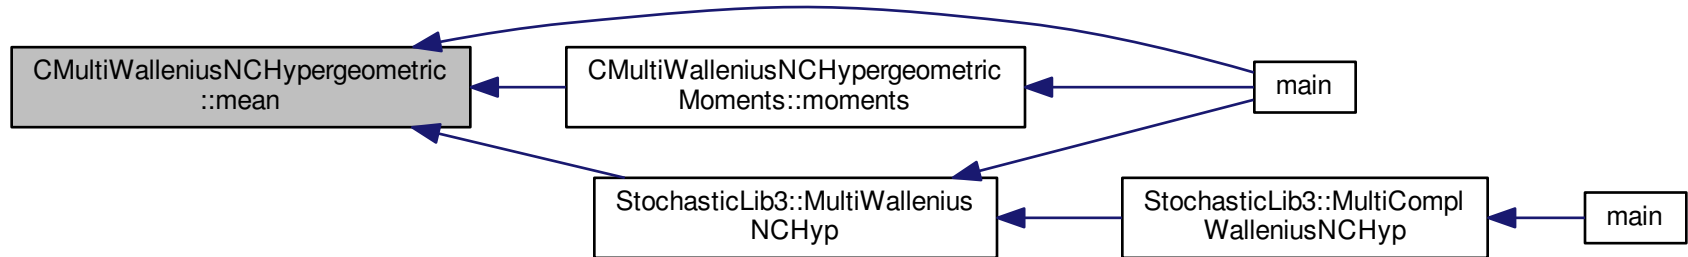 CMultiWalleniusNCHypergeometric
::mean
CMultiWalleniusNCHypergeometric
Moments::moments
main
StochasticLib3::MultiWallenius
NCHyp
StochasticLib3::MultiCompl
WalleniusNCHyp
main